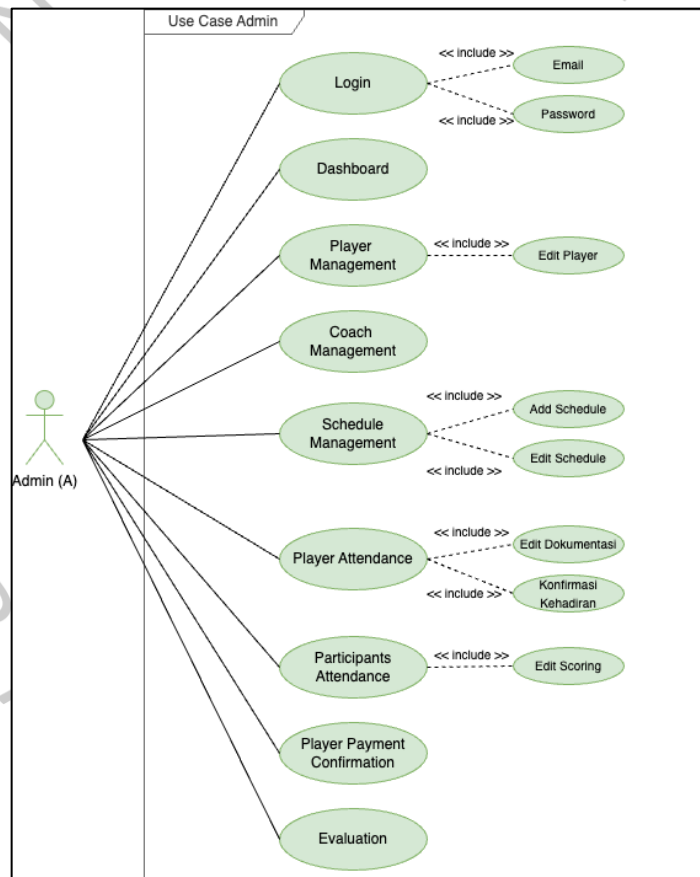 Use Case Admin
Login
<< include >>
Email
<< include >>
Password
Dashboard
Player
Management
<< include >>
Edit Player
Coach
Management
Admin (A)
Schedule
Management
<< include >>
Add Schedule
<< include >>
Edit Schedule
Player Attendance
<< include >>
Edit Dokumentasi
<< include >>
Konfirmasi
Kehadiran
Participants
Attendance
<< include >>
Edit Scoring
Player Payment
Confirmation
Evaluation